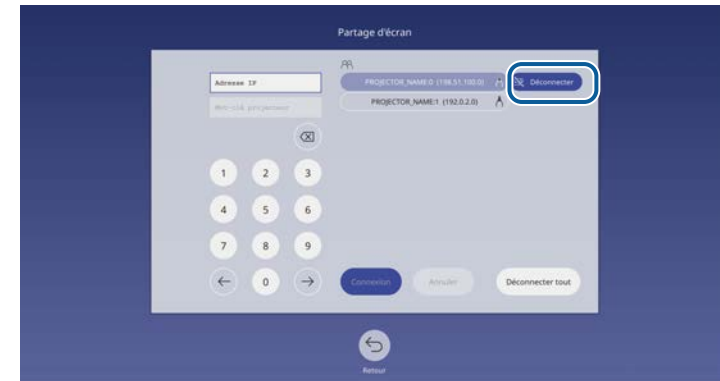 Partage d'écran
Adresse IP
Mot-clé projecteur
PROJECTOR_NAME:0 (198.51.100.0)
Déconnecter
PROJECTOR_NAME:1 (192.0.2.0)
1 2 3
4 5 6
7 8 9
0
Connexion Annuler Déconnecter tout
Retour